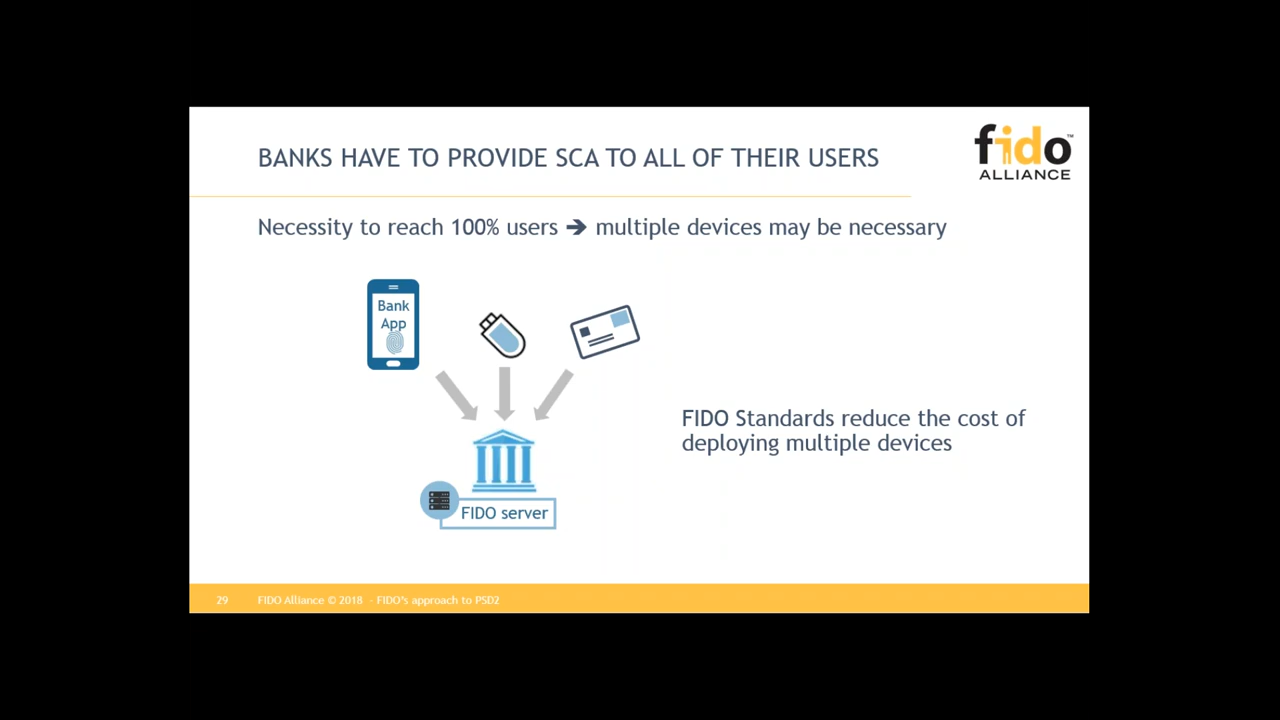 BANKS HAVE TO PROVIDE SCA TO ALL OF THEIR USERS
fido™
ALLIANCE
Necessity to reach 100% users ➔ multiple devices may be necessary
Bank
App
FIDO Standards reduce the cost of
deploying multiple devices
FIDO server
29 FIDO Alliance © 2018 - FIDO's approach to PSD2